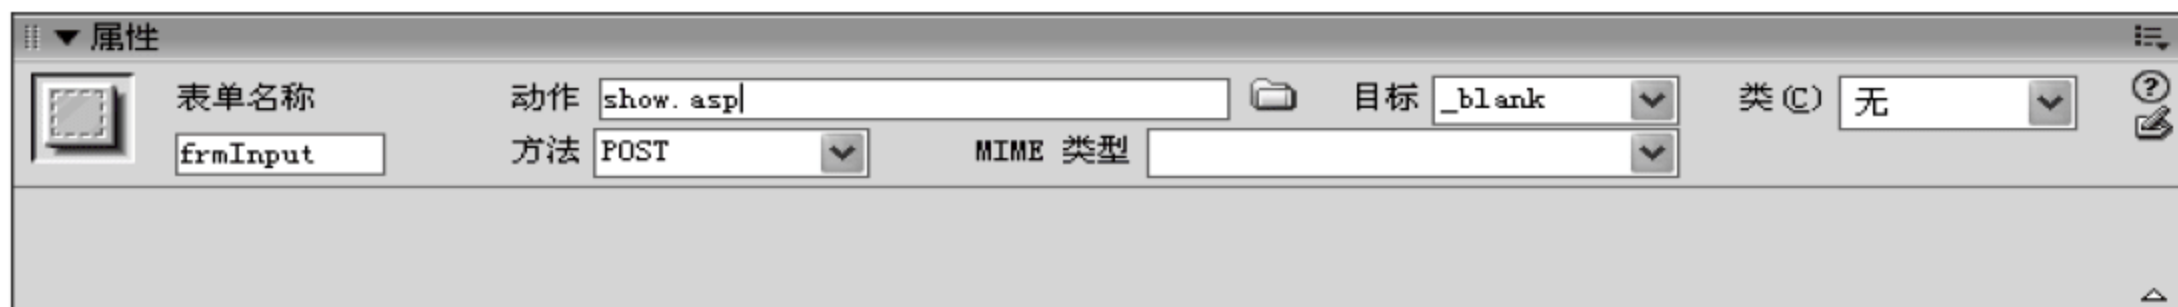 属性
表单名称 动作 show.asp 目标 _blank 类(C) 无
frmInput 方法 POST MIME 类型